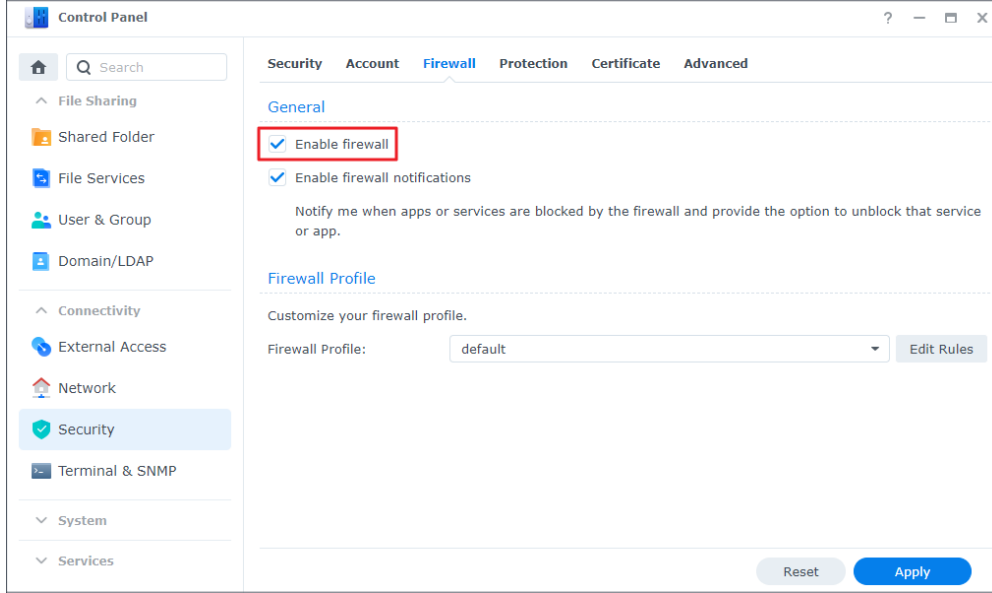 Control Panel
?
Search
File Sharing
Shared Folder
File Services
User & Group
Domain/LDAP
Connectivity
External Access
Network
Security
Terminal & SNMP
System
Services
Security Account Firewall Protection Certificate Advanced
General
Enable firewall
Enable firewall notifications
Notify me when apps or services are blocked by the firewall and provide the option to unblock that service
or app.
Firewall Profile
Customize your firewall profile.
Firewall Profile: default Edit Rules
Reset Apply